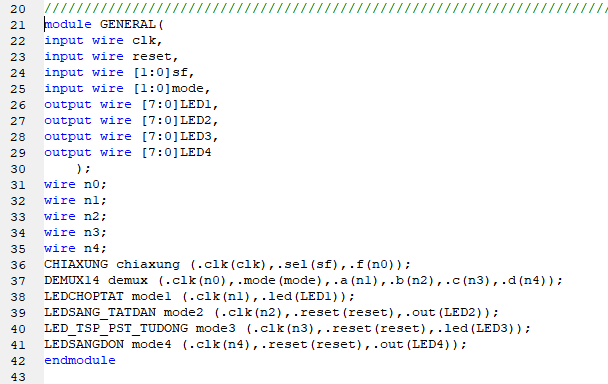 20 ////////////////////////////////////////////////////////////////////////
21 module GENERAL(
22 input wire clk,
23 input wire reset,
24 input wire [1:0]sf,
25 input wire [1:0]mode,
26 output wire [7:0]LED1,
27 output wire [7:0]LED2,
28 output wire [7:0]LED3,
29 output wire [7:0]LED4
30     );
31 wire n0;
32 wire n1;
33 wire n2;
34 wire n3;
35 wire n4;
36 CHIAXUNG chiaxung (.clk(clk),.sel(sf),.f(n0));
37 DEMUX14 demux (.clk(n0),.mode(mode),.a(n1),.b(n2),.c(n3),.d(n4));
38 LEDCHOPTAT mode1 (.clk(n1),.led(LED1));
39 LEDSANG_TATDAN mode2 (.clk(n2),.reset(reset),.out(LED2));
40 LED_TSP_PST_TUDONG mode3 (.clk(n3),.reset(reset),.led(LED3));
41 LEDSANGDON mode4 (.clk(n4),.reset(reset),.out(LED4));
42 endmodule
43